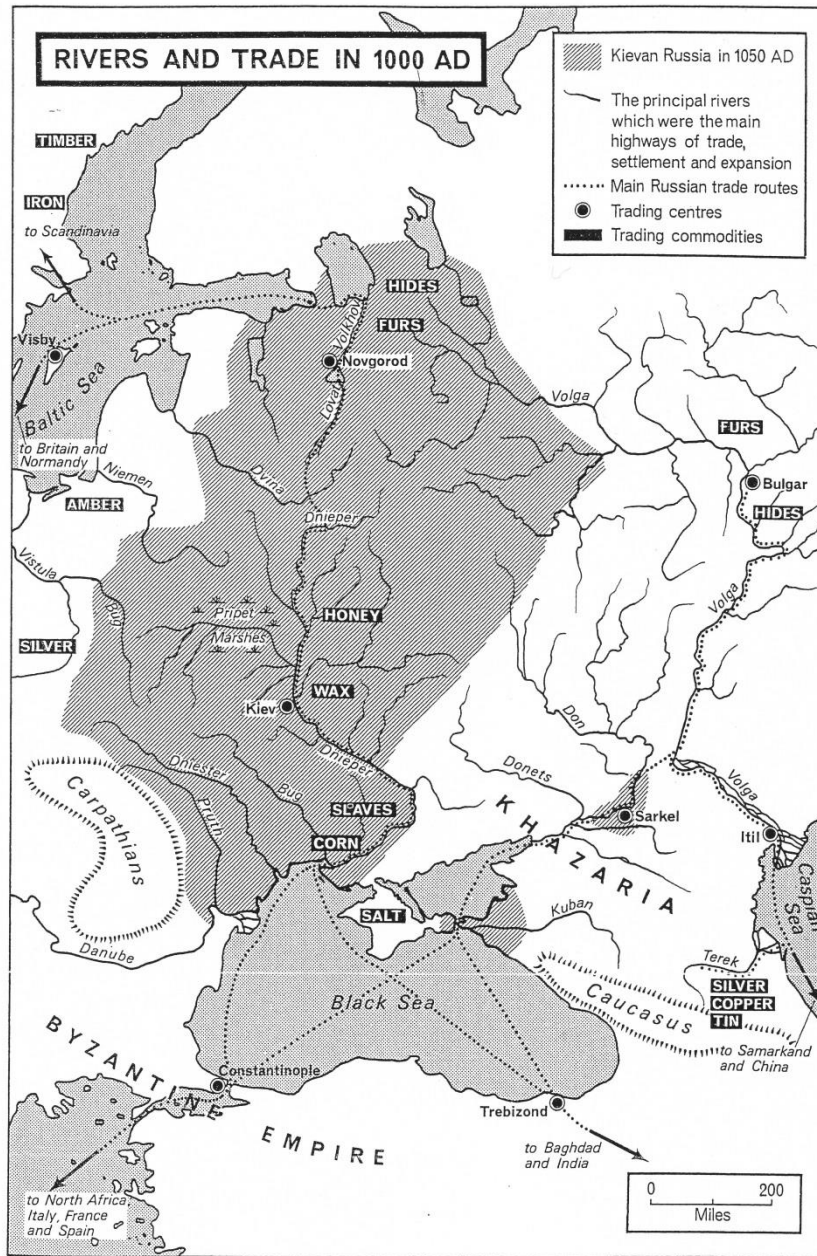 RIVERS AND TRADE IN 1000 AD
Kievan Russia in 1050 AD
The principal rivers
which were the main
highways of trade,
settlement and expansion
Main Russian trade routes
Trading centres
Trading commodities
TIMBER
IRON
to Scandinavia
HIDES
FURS
Volkhov
Visby
Novgorod
Lovat
Baltic Sea
Volga
FURS
to Britain and
Normandy
Niemen
Dvina
Bulgar
AMBER
HIDES
Dnieper
Vistula
Bug
Volga
Pripet
Marshes
HONEY
SILVER
WAX
Kiev
Don
Dnieper
Donets
Volga
Dniester
Bug
SLAVES
Carpathians
Pruth
KHAZARIA
Sarkel
Itil
CORN
Caspian
Sea
SALT
Kuban
Danube
Terek
SILVER
COPPER
TIN
Black Sea
Caucasus
to Samarkand
and China
BYZANTINE EMPIRE
Constantinople
Trebizond
to Baghdad
and India
to North Africa,
Italy, France
and Spain
0 200
Miles